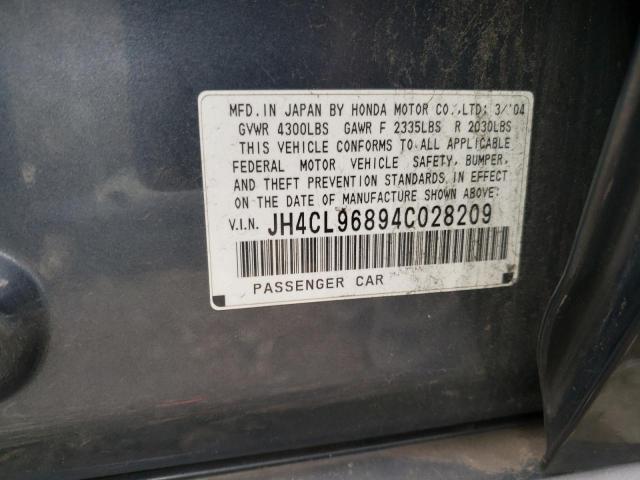 MFD. IN JAPAN BY HONDA MOTOR CO.,LTD: 3/'04
GVWR 4300LBS GAWR F 2335LBS R 2030LBS
THIS VEHICLE CONFORMS TO ALL APPLICABLE
FEDERAL MOTOR VEHICLE SAFETY, BUMPER,
AND THEFT PREVENTION STANDARDS IN EFFECT
ON THE DATE OF MANUFACTURE SHOWN ABOVE.
V.I.N. JH4CL96894C028209
PASSENGER CAR